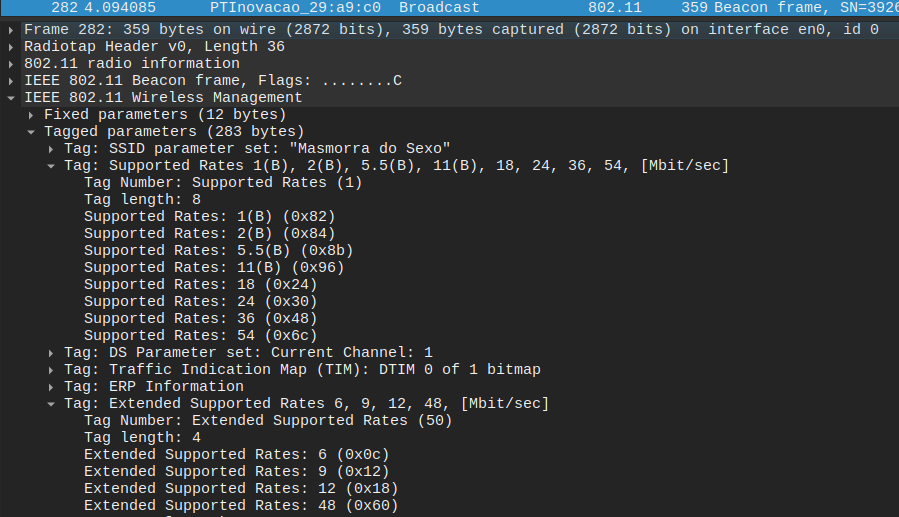 282 4.094085 PTInovacao_29:a9:c0 Broadcast 802.11 359 Beacon frame, SN=3926
Frame 282: 359 bytes on wire (2872 bits), 359 bytes captured (2872 bits) on interface en0, id 0
Radiotap Header v0, Length 36
802.11 radio information
IEEE 802.11 Beacon frame, Flags: ........C
IEEE 802.11 Wireless Management
Fixed parameters (12 bytes)
Tagged parameters (283 bytes)
Tag: SSID parameter set: "Masmorra do Sexo"
Tag: Supported Rates 1(B), 2(B), 5.5(B), 11(B), 18, 24, 36, 54, [Mbit/sec]
Tag Number: Supported Rates (1)
Tag length: 8
Supported Rates: 1(B) (0x82)
Supported Rates: 2(B) (0x84)
Supported Rates: 5.5(B) (0x8b)
Supported Rates: 11(B) (0x96)
Supported Rates: 18 (0x24)
Supported Rates: 24 (0x30)
Supported Rates: 36 (0x48)
Supported Rates: 54 (0x6c)
Tag: DS Parameter set: Current Channel: 1
Tag: Traffic Indication Map (TIM): DTIM 0 of 1 bitmap
Tag: ERP Information
Tag: Extended Supported Rates 6, 9, 12, 48, [Mbit/sec]
Tag Number: Extended Supported Rates (50)
Tag length: 4
Extended Supported Rates: 6 (0x0c)
Extended Supported Rates: 9 (0x12)
Extended Supported Rates: 12 (0x18)
Extended Supported Rates: 48 (0x60)